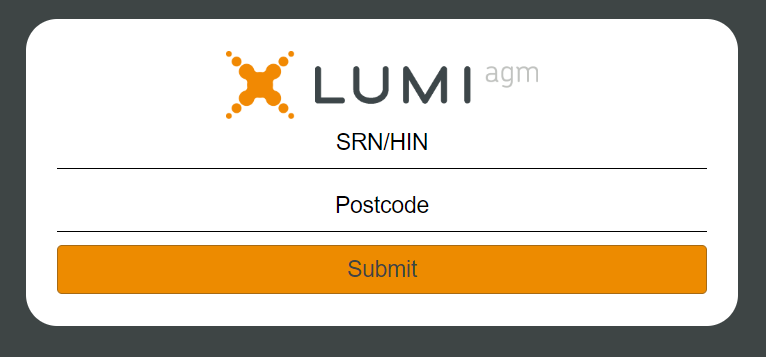 LUMI agm
SRN/HIN
Postcode
Submit